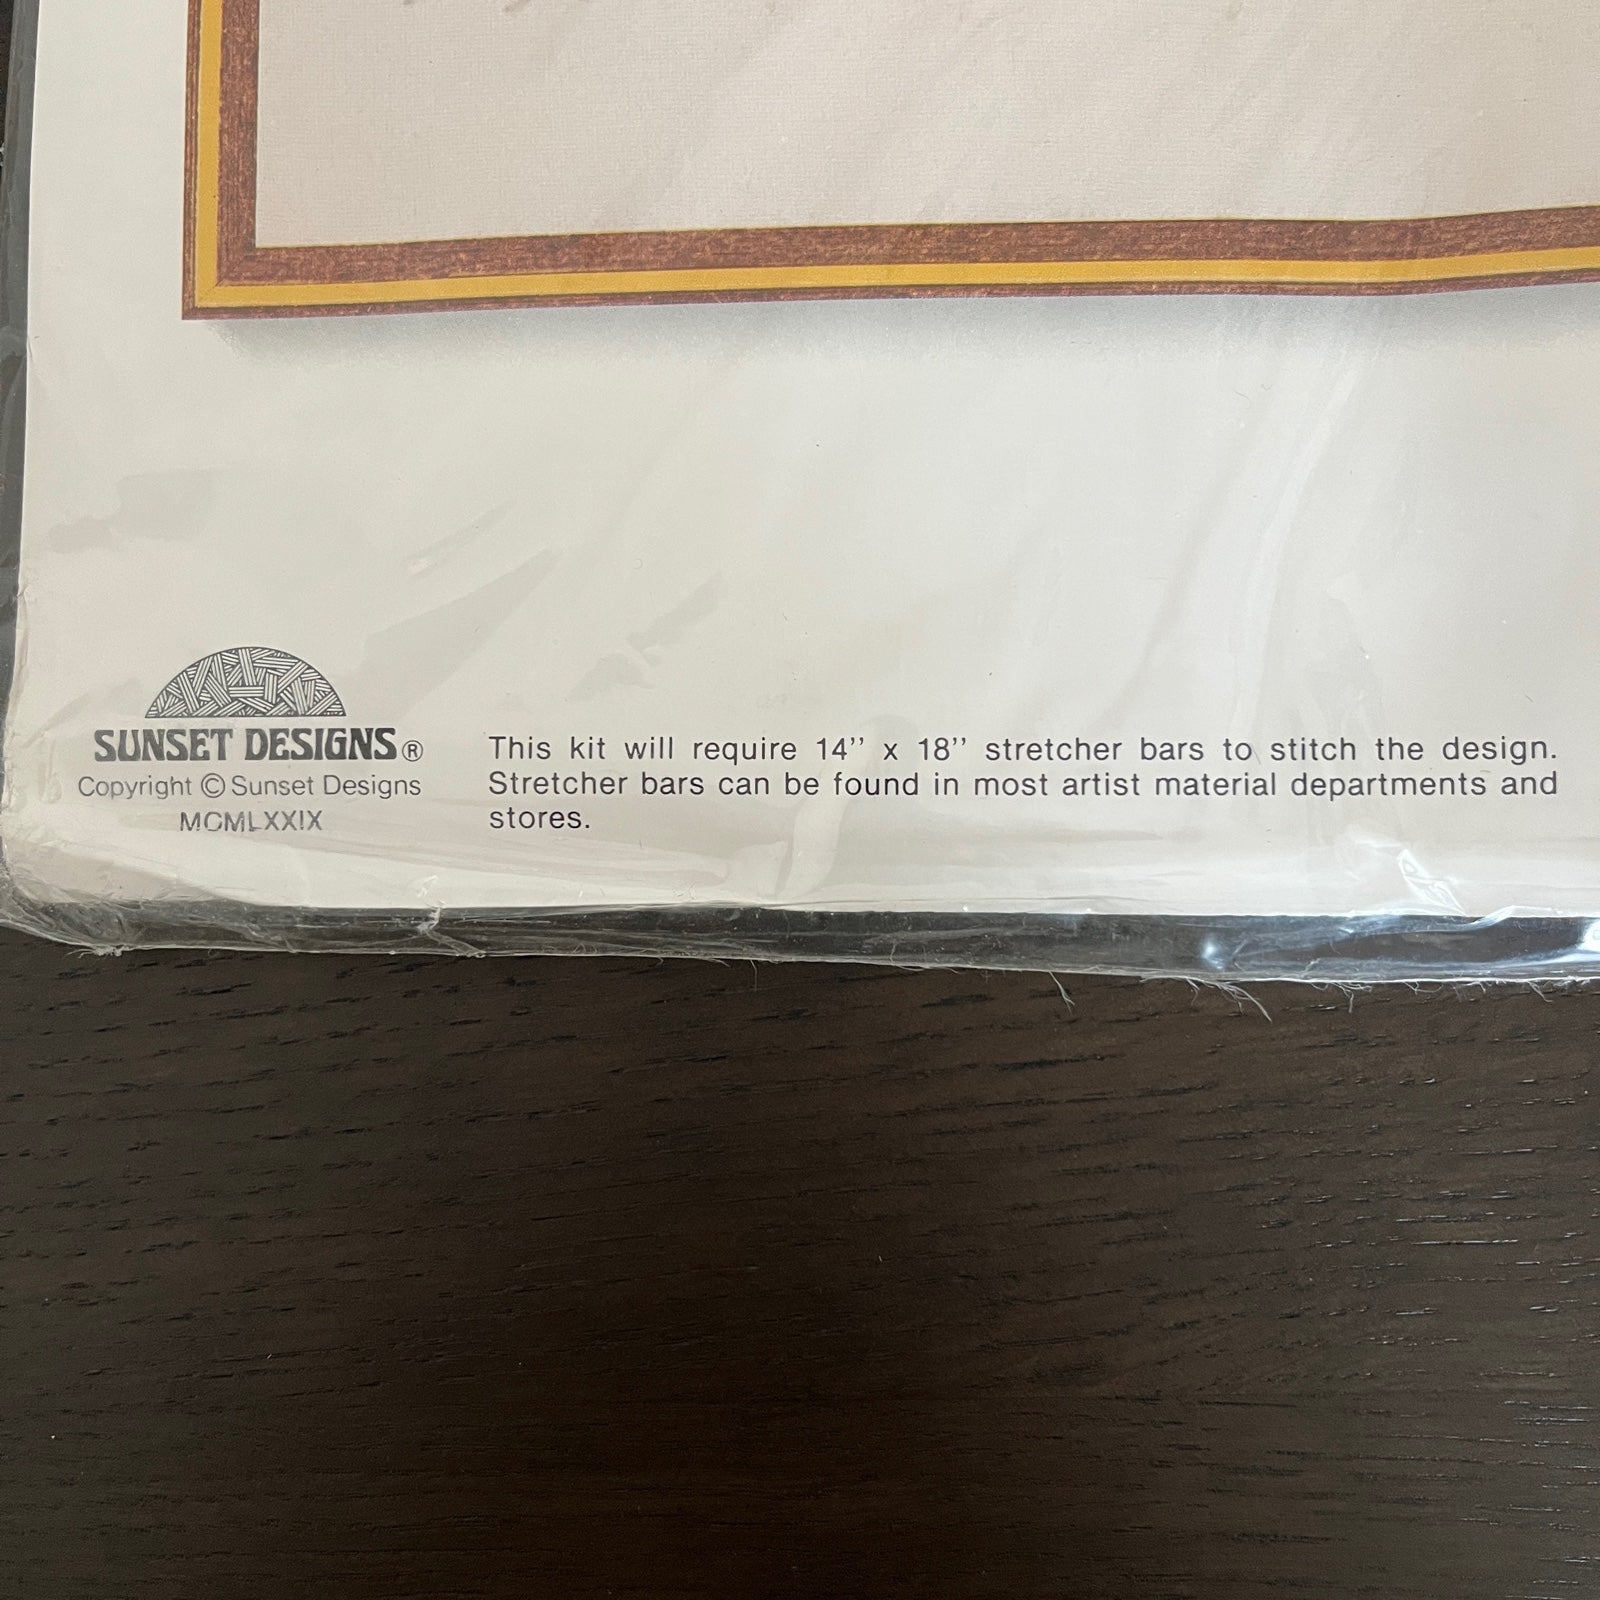 SUNSET DESIGNS®
Copyright © Sunset Designs
MCMLXXIX
This kit will require 14'' x 18'' stretcher bars to stitch the design.
Stretcher bars can be found in most artist material departments and
stores.